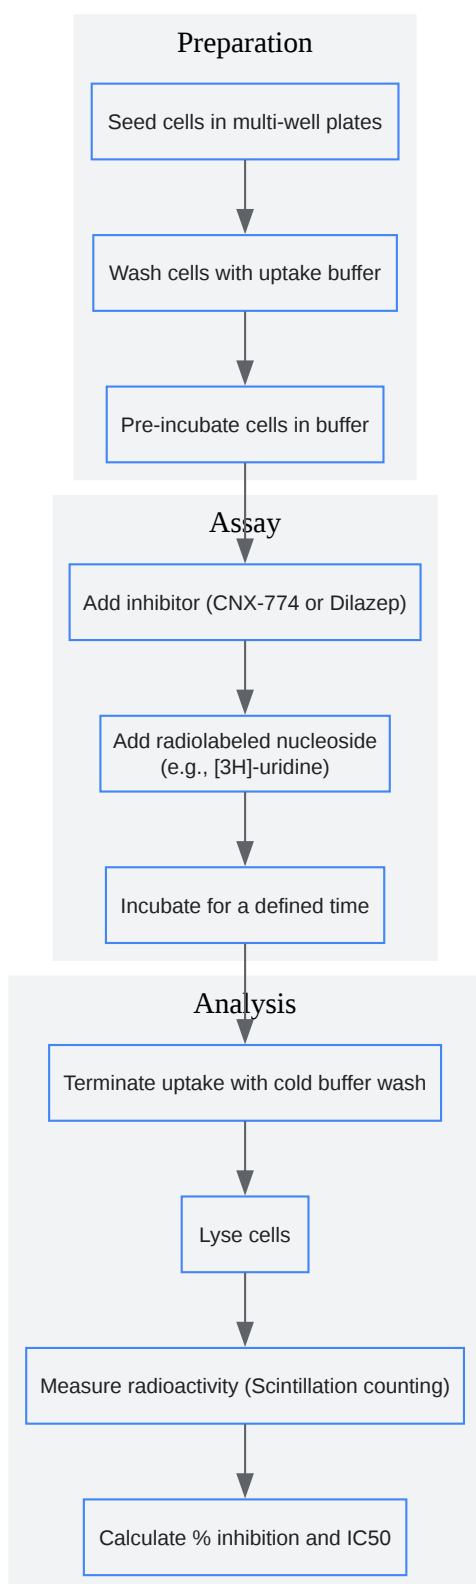 Preparation
Seed cells in multi-well plates
Wash cells with uptake buffer
Pre-incubate cells in buffer
Assay
Add inhibitor (CNX-774 or Dilazep)
Add radiolabeled nucleoside
(e.g., [3H]-uridine)
Incubate for a defined time
Analysis
Terminate uptake with cold buffer wash
Lyse cells
Measure radioactivity (Scintillation counting)
Calculate % inhibition and IC50